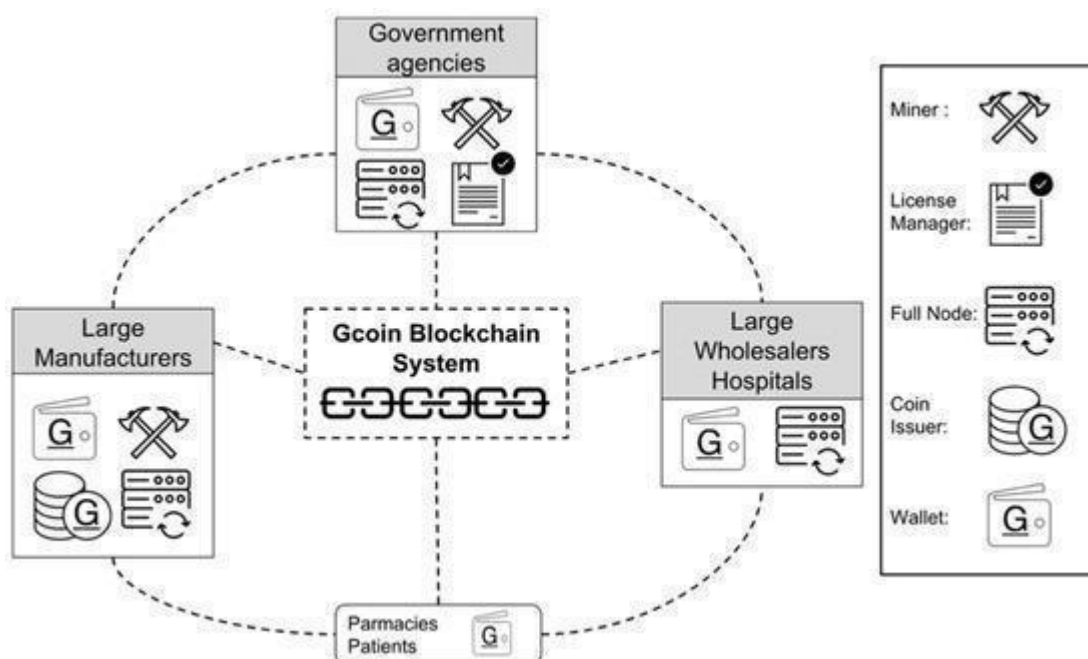 Government
agencies
G
Large
Manufacturers
G
G
Gcoin Blockchain
System
Large
Wholesalers
Hospitals
G
Parmacies
Patients
G
Miner :
License
Manager:
Full Node:
Coin
Issuer:
G
Wallet:
G